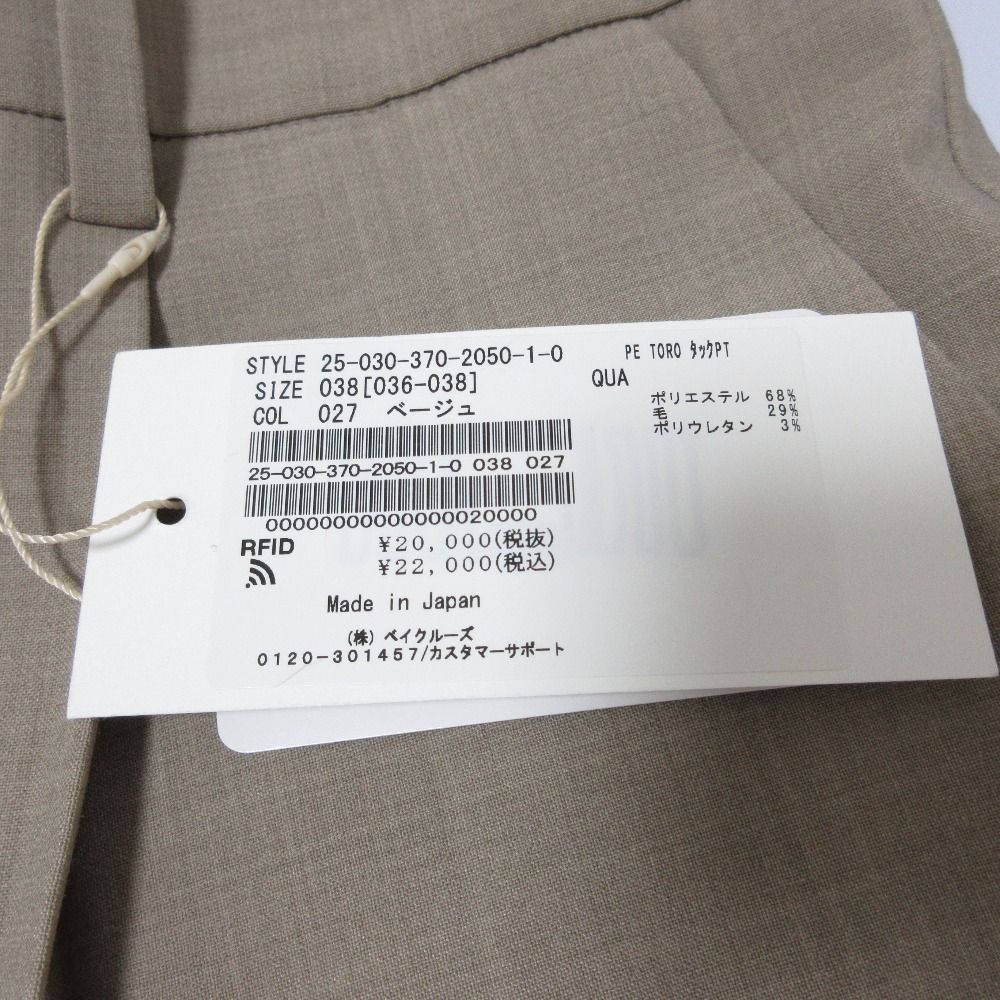 STYLE 25-030-370-2050-1-0 PE TORO タックPT
SIZE 038[036-038] QUA
COL 027 ベージュ
ポリエステル 68%
毛 29%
ポリウレタン 3%
25-030-370-2050-1-0 038 027
00000000000000020000
RFID
¥20,000(税抜)
¥22,000(税込)
Made in Japan
(株) ベイクルーズ
0120-301457/カスタマーサポート